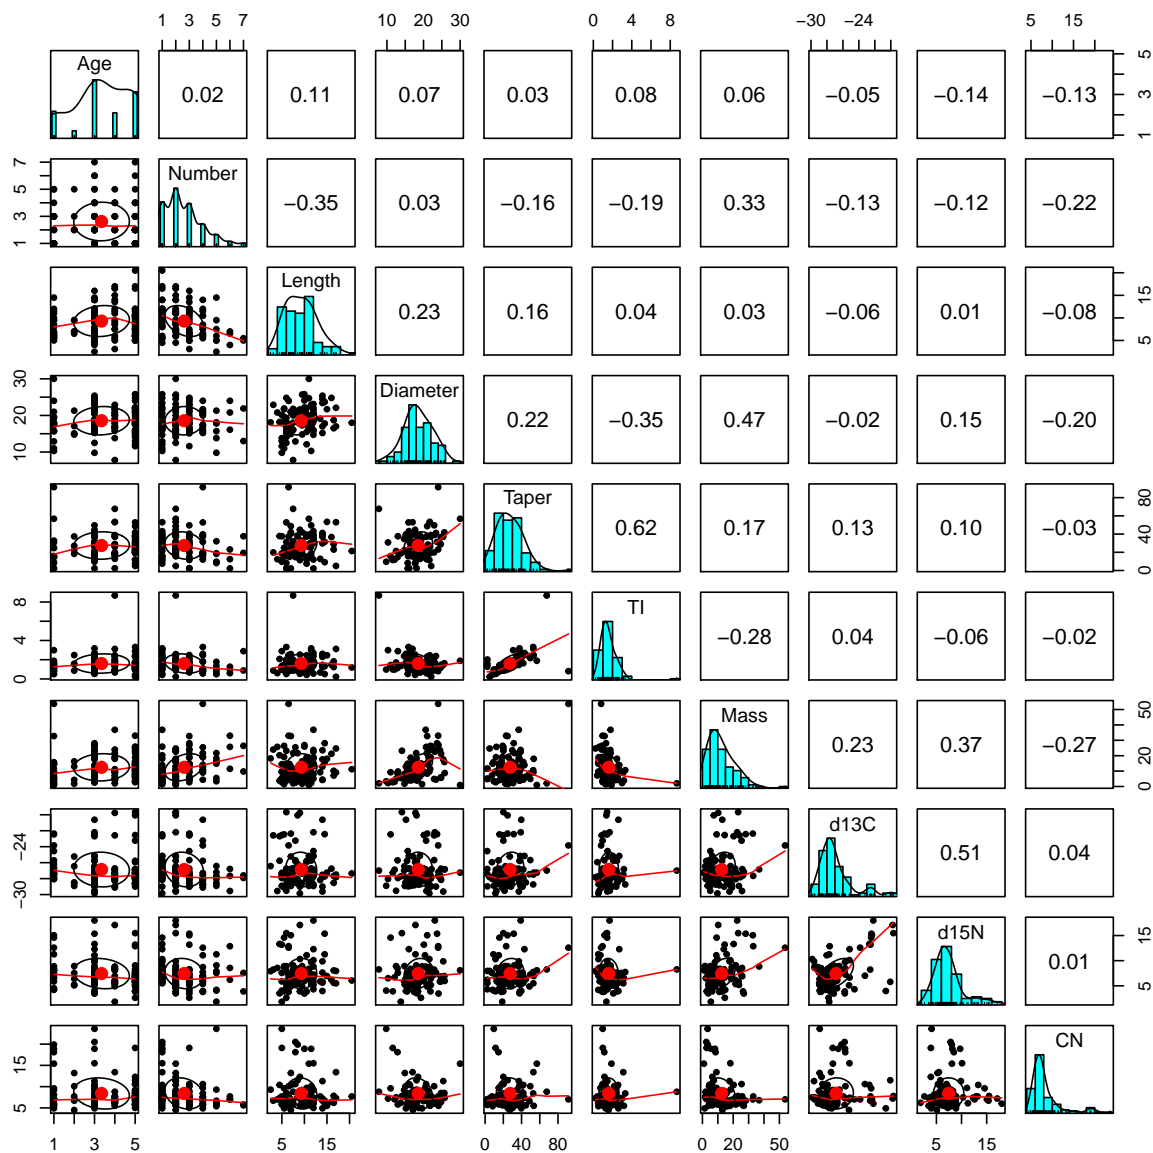 1 3 5 7 10 20 30 0 4 8 −30 −24 5 15
Age 0.02 0.11 0.07 0.03 0.08 0.06 −0.05 −0.14 −0.13 1 3 5
1 3 5 7 Number −0.35 0.03 −0.16 −0.19 0.33 −0.13 −0.12 −0.22
Length 0.23 0.16 0.04 0.03 −0.06 0.01 −0.08 5 15
10 20 30 Diameter 0.22 −0.35 0.47 −0.02 0.15 −0.20
Taper 0.62 0.17 0.13 0.10 −0.03 0 40 80
0 4 8 TI −0.28 0.04 −0.06 −0.02
Mass 0.23 0.37 −0.27 0 20 50
−30 −24 d13C 0.51 0.04
d15N 0.01 5 15
5 15 CN
1 3 5 5 15 0 40 80 0 20 50 5 15